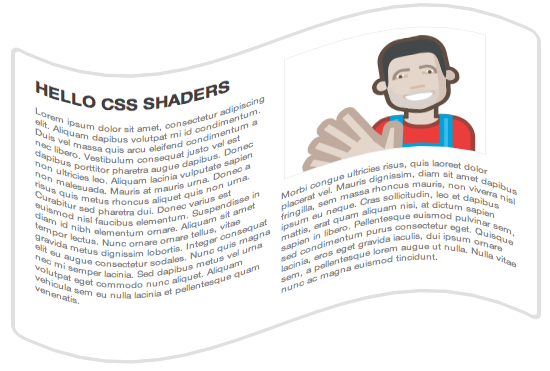 HELLO CSS SHADERS
Lorem ipsum dolor sit amet, consectetur adipiscing
elit. Aliquam dapibus volutpat mi id condimentum.
Duis vel massa quis arcu eleifend condimentum a
nec libero. Vestibulum consequat justo vel est
dapibus porttitor pharetra augue dapibus. Donec
non ultricies leo. Aliquam lacinia vulputate sapien
non malesuada. Mauris at mauris urna. Donec a
risus quis metus rhoncus aliquet quis non urna.
Curabitur sed pharetra dui. Donec varius est
euismod nisl faucibus elementum. Suspendisse in
diam id nibh elementum ornare. Aliquam sit amet
tempor lectus. Nunc ornare ornare tellus, vitae
gravida metus dignissim lobortis. Integer consequat
elit eu augue consectetur sodales. Nunc quis magna
nec mi semper lacinia. Sed dapibus metus vel urna
volutpat eget commodo nunc aliquet. Aliquam
vehicula sem eu nulla lacinia et pellentesque quam
venenatis.
Morbi congue ultricies risus, quis laoreet dolor
placerat vel. Mauris dignissim, diam sit amet dapibus
fringilla, sem massa rhoncus mauris, non viverra nisl
ipsum eu neque. Cras sollicitudin, leo et dapibus
mattis, erat quam aliquam nisi, at dictum sapien
sapien in libero. Pellentesque euismod pulvinar sem,
sed condimentum purus consectetur eget. Quisque
lacinia, eros eget gravida iaculis, dui ipsum ornare
sem, a pellentesque lorem augue ut nulla. Nulla vitae
nunc ac magna euismod tincidunt.